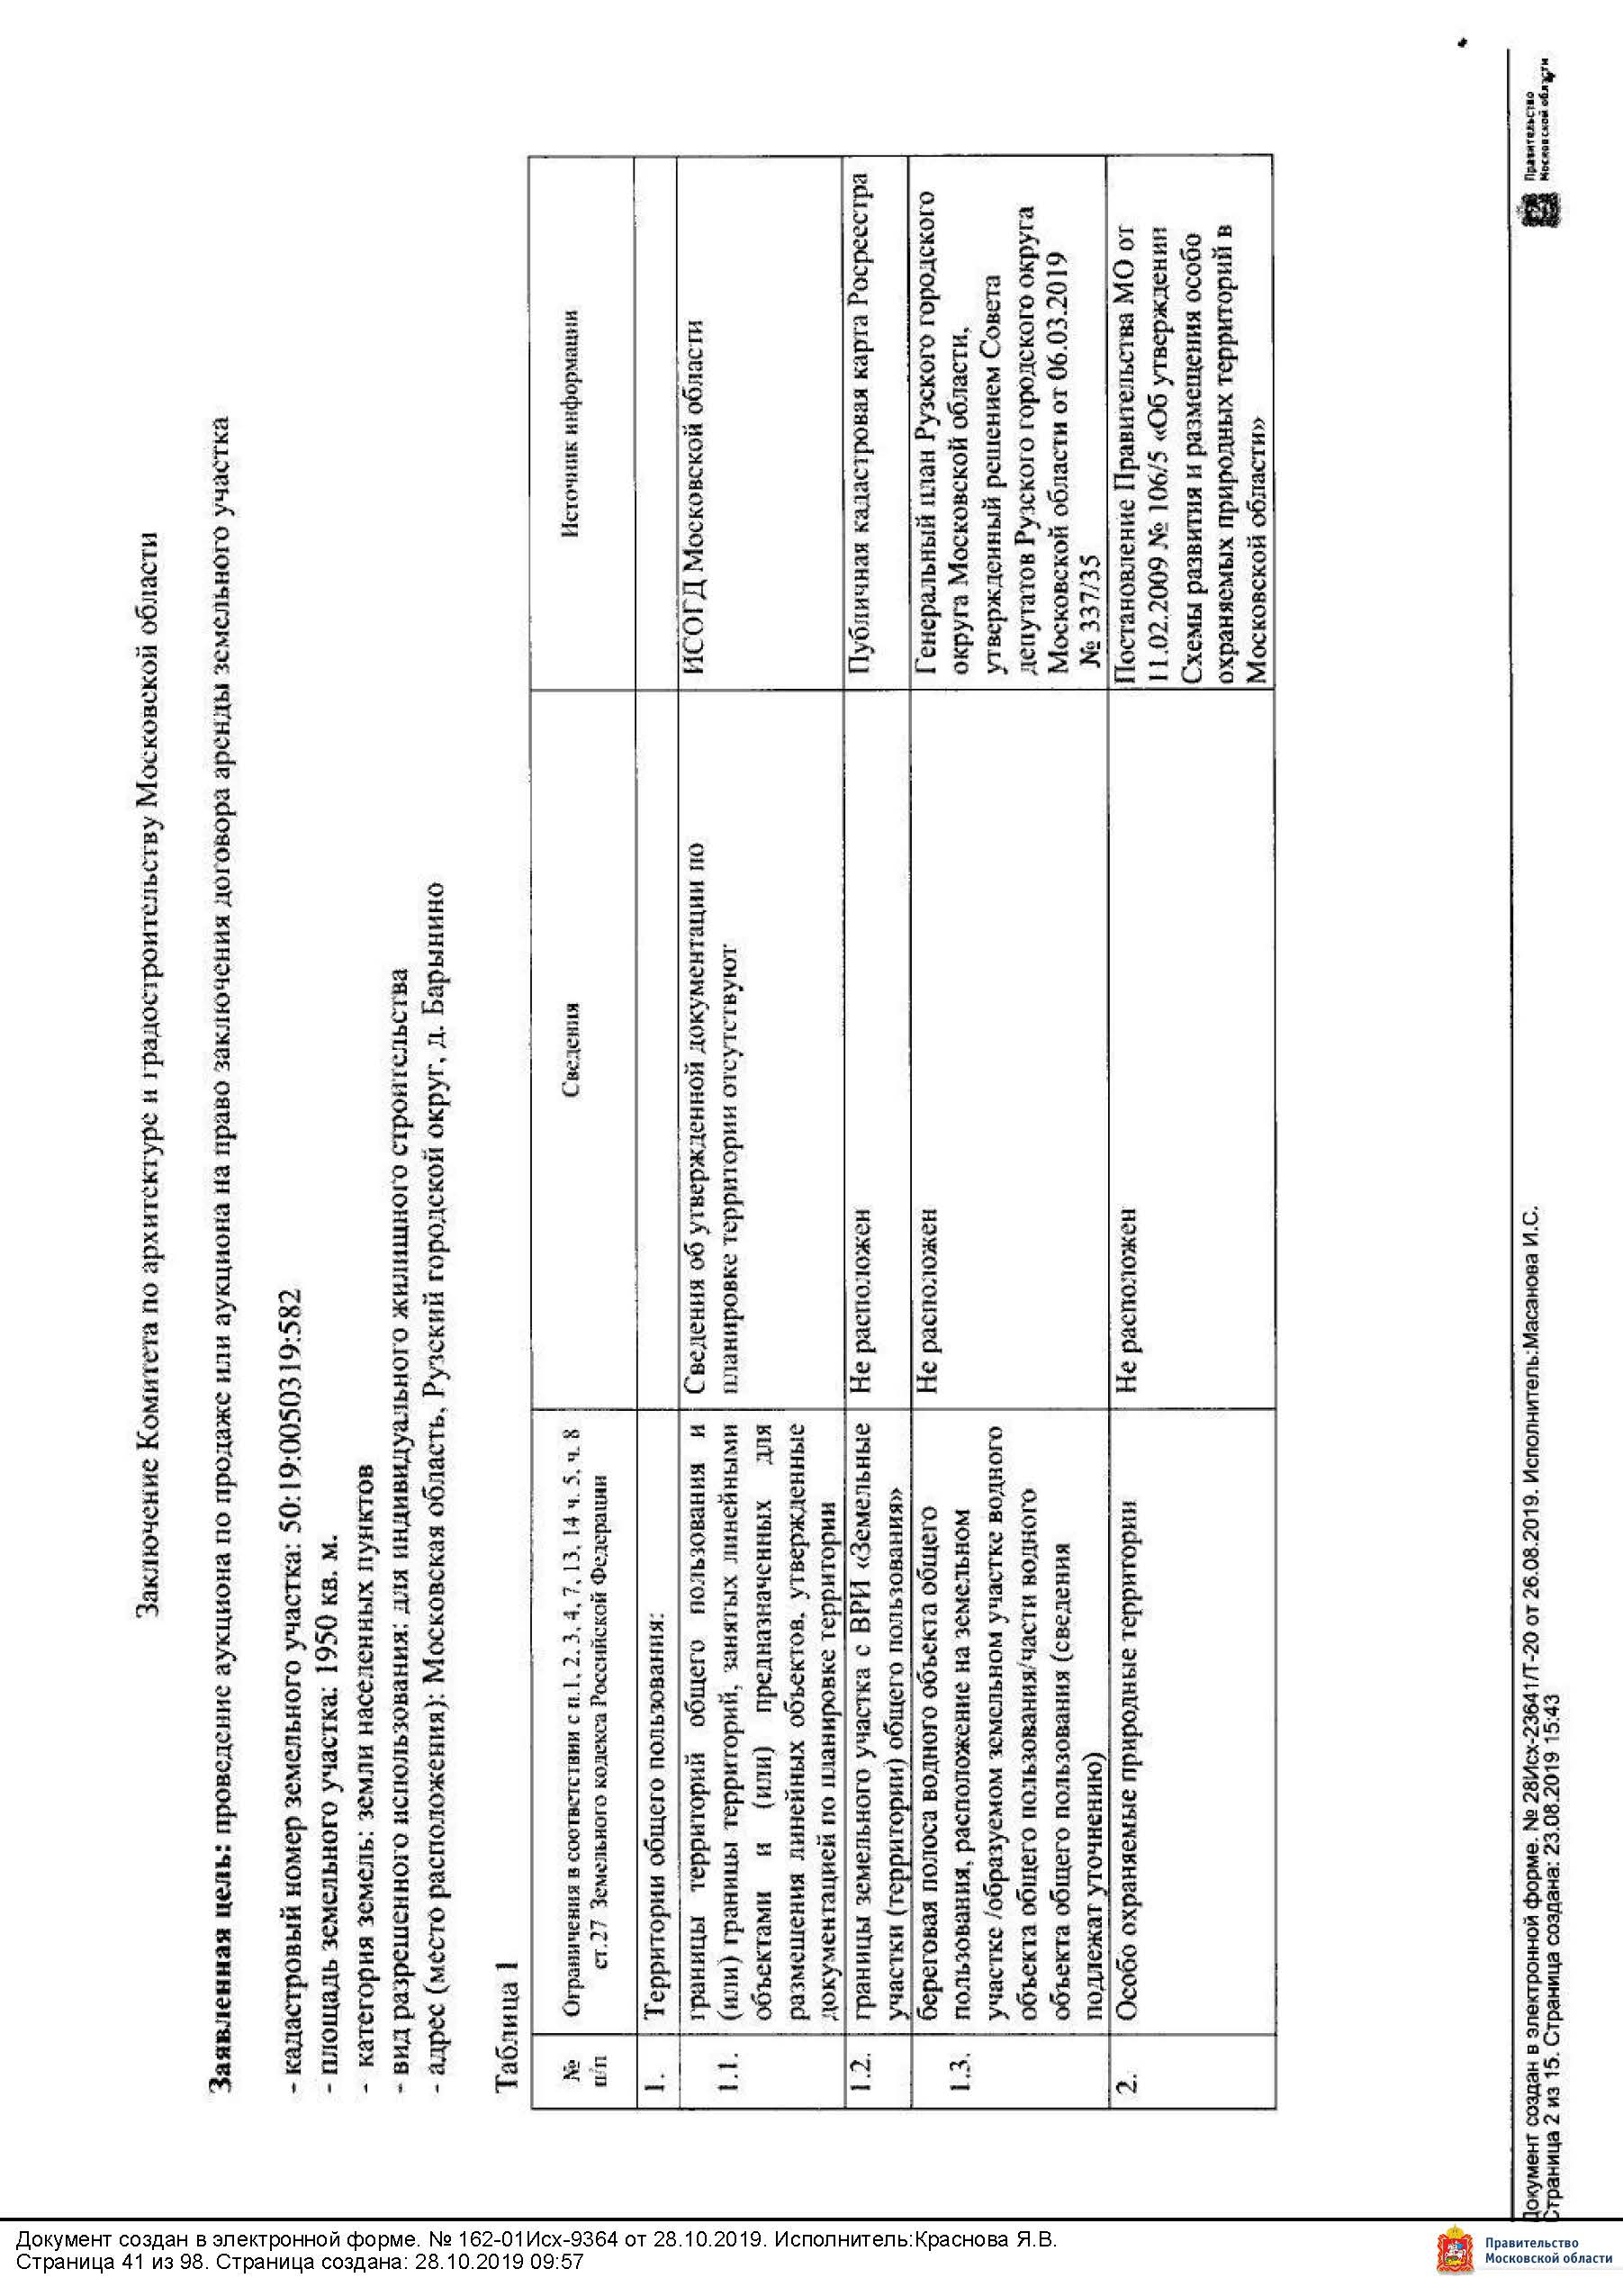 Заключение Комитета по архитектуре и градостроительству Московской области
Заявленная цель: проведение аукциона по продаже или аукциона на право заключения договора аренды земельного участка
- кадастровый номер земельного участка: 50:19:0050319:582
- площадь земельного участка: 1950 кв. м.
- категория земель: земли населенных пунктов
- вид разрешенного использования: для индивидуального жилищного строительства
- адрес (место расположения): Московская область, Рузский городской округ, д. Барынино
Таблица 1
№
п/п
Ограничения в соответствии с п.1, 2, 3, 4, 7, 13, 14 ч. 5, ч. 8
ст.27 Земельного кодекса Российской Федерации
Сведения
Источник информации
1.
Территории общего пользования:
1.1.
границы территорий общего пользования и
(или) границы территорий, занятых линейными
объектами и (или) предназначенных для
размещения линейных объектов, утвержденные
документацией по планировке территории
Сведения об утвержденной документации по
планировке территории отсутствуют
ИСОГД Московской области
1.2.
границы земельного участка с ВРИ «Земельные
участки (территории) общего пользования»
Не расположен
Публичная кадастровая карта Росреестра
1.3.
береговая полоса водного объекта общего
пользования, расположение на земельном
участке /образуемом земельном участке водного
объекта общего пользования/части водного
объекта общего пользования (сведения
подлежат уточнению)
Не расположен
Генеральный план Рузского городского
округа Московской области,
утвержденный решением Совета
депутатов Рузского городского округа
Московской области от 06.03.2019
№ 337/35
2.
Особо охраняемые природные территории
Не расположен
Постановление Правительства МО от
11.02.2009 № 106/5 «Об утверждении
Схемы развития и размещения особо
охраняемых природных территорий в
Московской области»
Документ создан в электронной форме. № 28Исх-23641/Т-20 от 26.08.2019. Исполнитель:Масанова И.С.
Страница 2 из 15. Страница создана: 23.08.2019 15:43
Правительство
Московской области
Документ создан в электронной форме. № 162-01Исх-9364 от 28.10.2019. Исполнитель:Краснова Я.В.
Страница 41 из 98. Страница создана: 28.10.2019 09:57
Правительство
Московской области